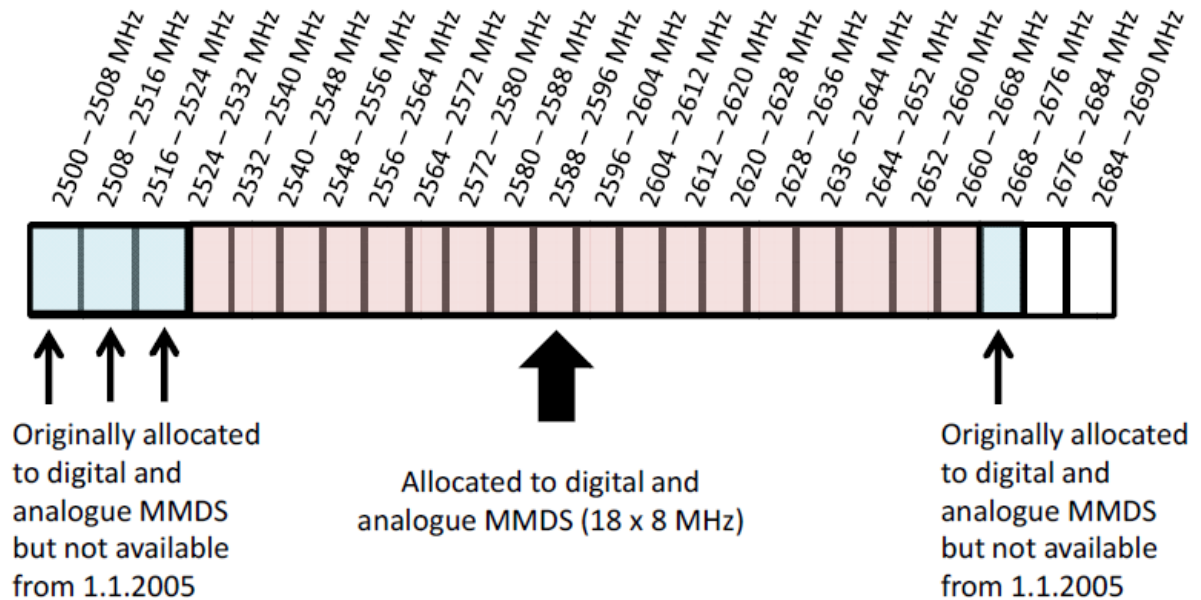 2500 – 2508 MHz
2508 – 2516 MHz
2516 – 2524 MHz
2524 – 2532 MHz
2532 – 2540 MHz
2540 – 2548 MHz
2548 – 2556 MHz
2556 – 2564 MHz
2564 – 2572 MHz
2572 – 2580 MHz
2580 – 2588 MHz
2588 – 2596 MHz
2596 – 2604 MHz
2604 – 2612 MHz
2612 – 2620 MHz
2620 – 2628 MHz
2628 – 2636 MHz
2636 – 2644 MHz
2644 – 2652 MHz
2652 – 2660 MHz
2660 – 2668 MHz
2668 – 2676 MHz
2676 – 2684 MHz
2684 – 2690 MHz
Originally allocated
to digital and
analogue MMDS
but not available
from 1.1.2005
Allocated to digital and
analogue MMDS (18 x 8 MHz)
Originally allocated
to digital and
analogue MMDS
but not available
from 1.1.2005